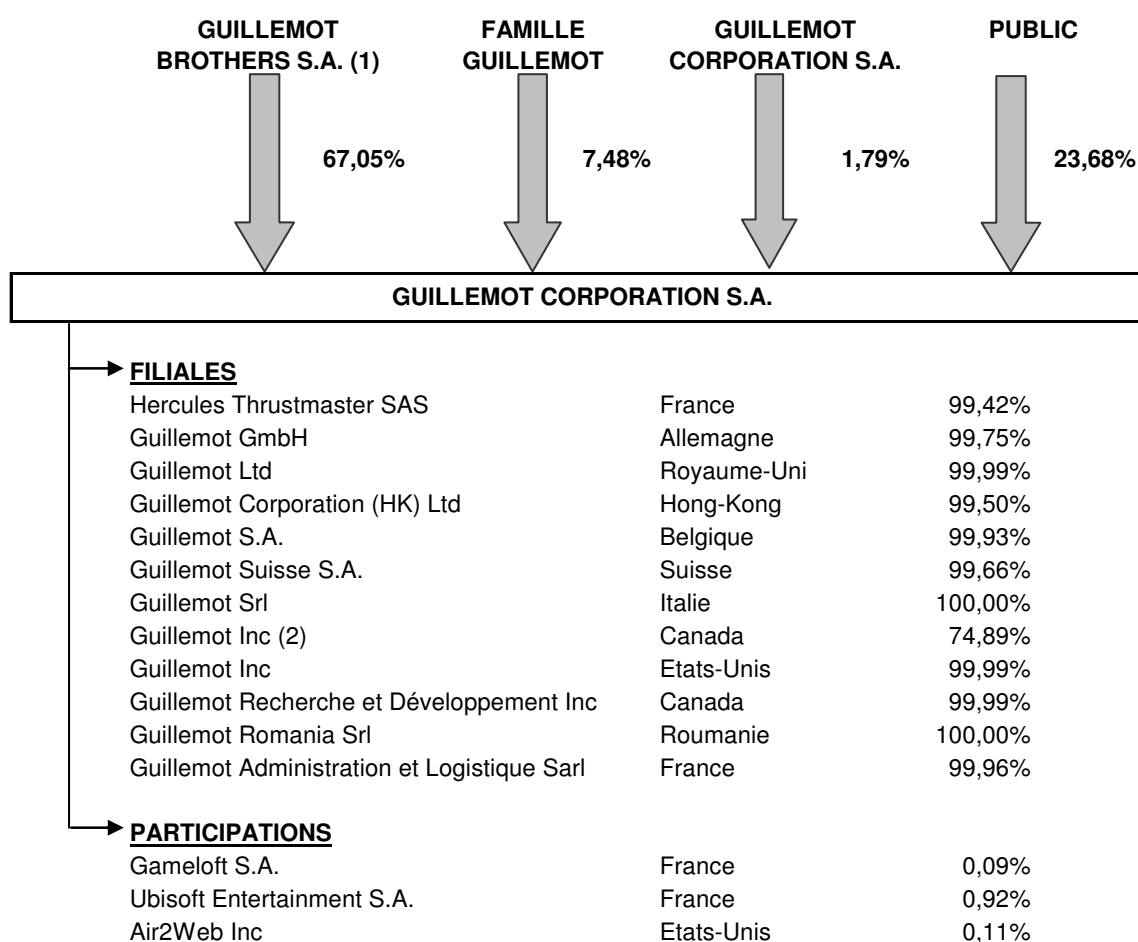 GUILLEMOT BROTHERS S.A. (1)
FAMILLE GUILLEMOT
GUILLEMOT CORPORATION S.A.
PUBLIC
67,05% 7,48% 1,79% 23,68%
GUILLEMOT CORPORATION S.A.
FILIALES
Hercules Thrustmaster SAS France 99,42%
Guillemot GmbH Allemagne 99,75%
Guillemot Ltd Royaume-Uni 99,99%
Guillemot Corporation (HK) Ltd Hong-Kong 99,50%
Guillemot S.A. Belgique 99,93%
Guillemot Suisse S.A. Suisse 99,66%
Guillemot Srl Italie 100,00%
Guillemot Inc (2) Canada 74,89%
Guillemot Inc Etats-Unis 99,99%
Guillemot Recherche et Développement Inc Canada 99,99%
Guillemot Romania Srl Roumanie 100,00%
Guillemot Administration et Logistique Sarl France 99,96%
PARTICIPATIONS
Gameloft S.A. France 0,09%
Ubisoft Entertainment S.A. France 0,92%
Air2Web Inc Etats-Unis 0,11%